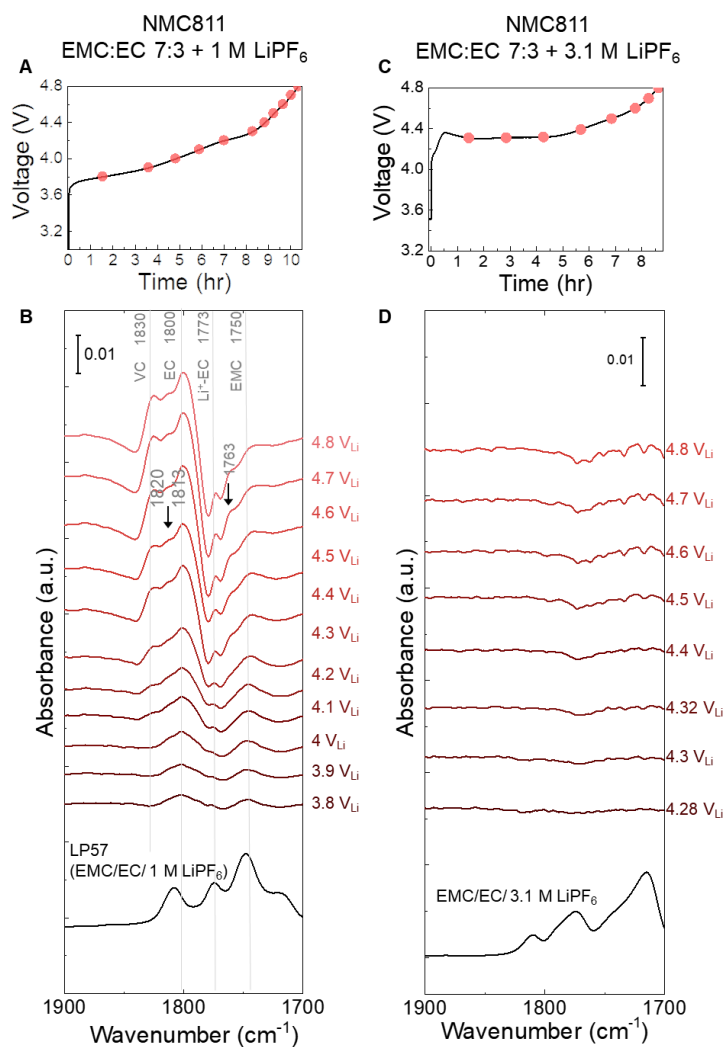 NMC811
EMC:EC 7:3 + 1 M LiPF6
NMC811
EMC:EC 7:3 + 3.1 M LiPF6
A
4.8
4.4
4.0
3.6
3.2
Voltage (V)
0 1 2 3 4 5 6 7 8 9 10
Time (hr)
C
4.8
4.4
4.0
3.6
3.2
Voltage (V)
0 1 2 3 4 5 6 7 8
Time (hr)
B
0.01
VC 1830
EC 1800
Li+-EC 1773
EMC 1750
1820
1813
1763
4.8 VLi
4.7 VLi
4.6 VLi
4.5 VLi
4.4 VLi
4.3 VLi
4.2 VLi
4.1 VLi
4 VLi
3.9 VLi
3.8 VLi
LP57
(EMC/EC/ 1 M LiPF6)
Absorbance (a.u.)
1900 1800 1700
Wavenumber (cm-1)
D
0.01
4.8 VLi
4.7 VLi
4.6 VLi
4.5 VLi
4.4 VLi
4.32 VLi
4.3 VLi
4.28 VLi
EMC/EC/ 3.1 M LiPF6
Absorbance (a.u.)
1900 1800 1700
Wavenumber (cm-1)